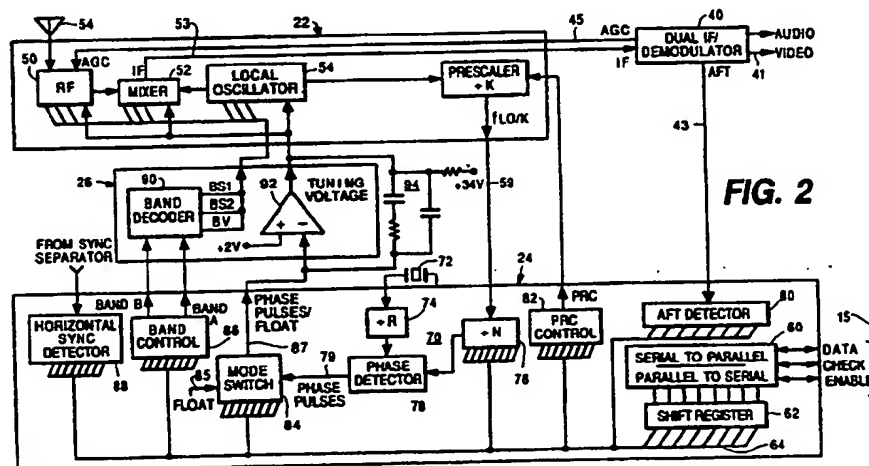 54
53
22
45
AGC
40
DUAL IF/
DEMODULATOR
AUDIO
VIDEO
41
IF
AFT
50
AGC
IF
52
RF
MIXER
LOCAL
OSCILLATOR
54
PRESCALER
÷ K
fLO/K
43
26
90
BAND
DECODER
BS1
BS2
BV
92
TUNING
VOLTAGE
94
+34V
59
+2V
FIG. 2
FROM SYNC
SEPARATOR
72
24
BAND B
BAND A
PHASE
PULSES/
FLOAT
74
÷R
82
PRC
HORIZONTAL
SYNC
DETECTOR
88
BAND
CONTROL
86
87
79
70
÷N
76
PRC
CONTROL
AFT DETECTOR
80
15
60
SERIAL TO PARALLEL
PARALLEL TO SERIAL
DATA
CHECK
ENABLE
85
FLOAT
MODE
SWITCH
84
PHASE
PULSES
PHASE
DETECTOR
78
SHIFT REGISTER
62
64